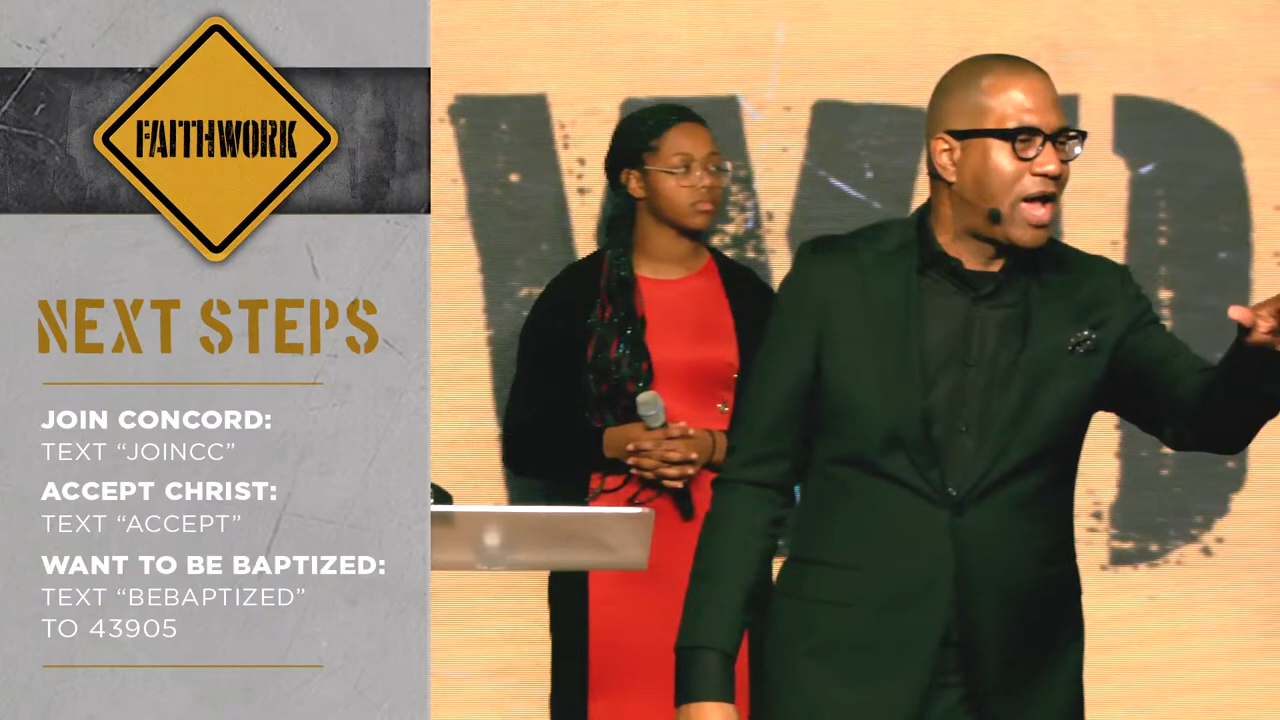 FAITHWORK
NEXT STEPS
JOIN CONCORD:
TEXT “JOINCC”
ACCEPT CHRIST:
TEXT “ACCEPT”
WANT TO BE BAPTIZED:
TEXT “BEBAPTIZED”
TO 43905